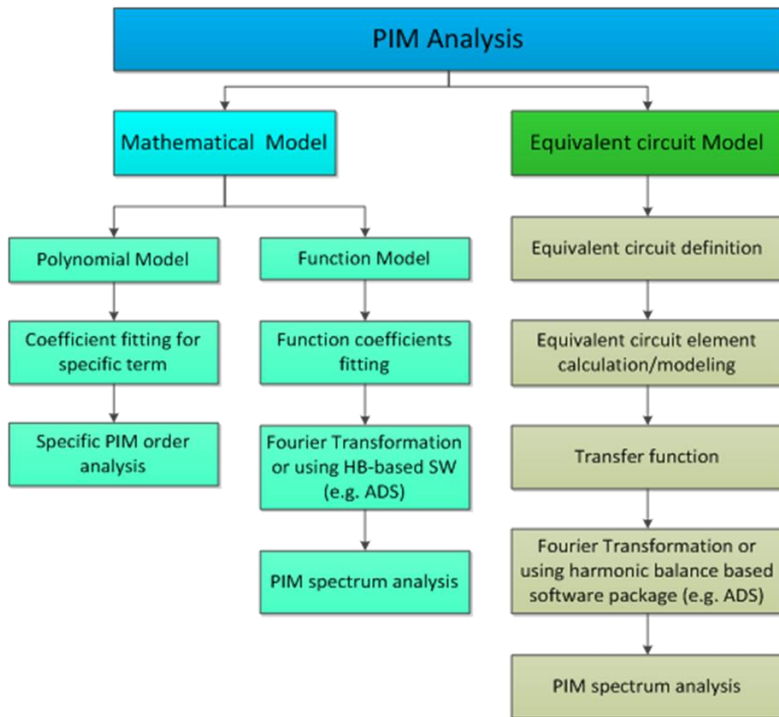 PIM Analysis
Mathematical Model
Equivalent circuit Model
Polynomial Model
Function Model
Equivalent circuit definition
Coefficient fitting for
specific term
Function coefficients
fitting
Equivalent circuit element
calculation/modeling
Specific PIM order
analysis
Fourier Transformation
or using HB-based SW
(e.g. ADS)
Transfer function
PIM spectrum analysis
Fourier Transformation or
using harmonic balance based
software package (e.g. ADS)
PIM spectrum analysis